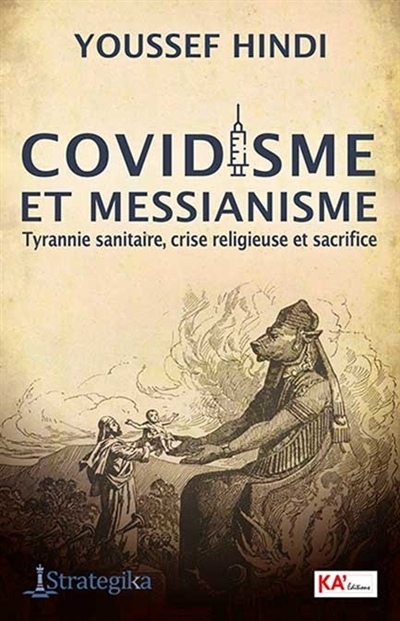 YOUSSEF HINDI
COVIDISME
ET MESSIANISME
Tyrannie sanitaire, crise religieuse et sacrifice
Strategika
KA'
Éditions